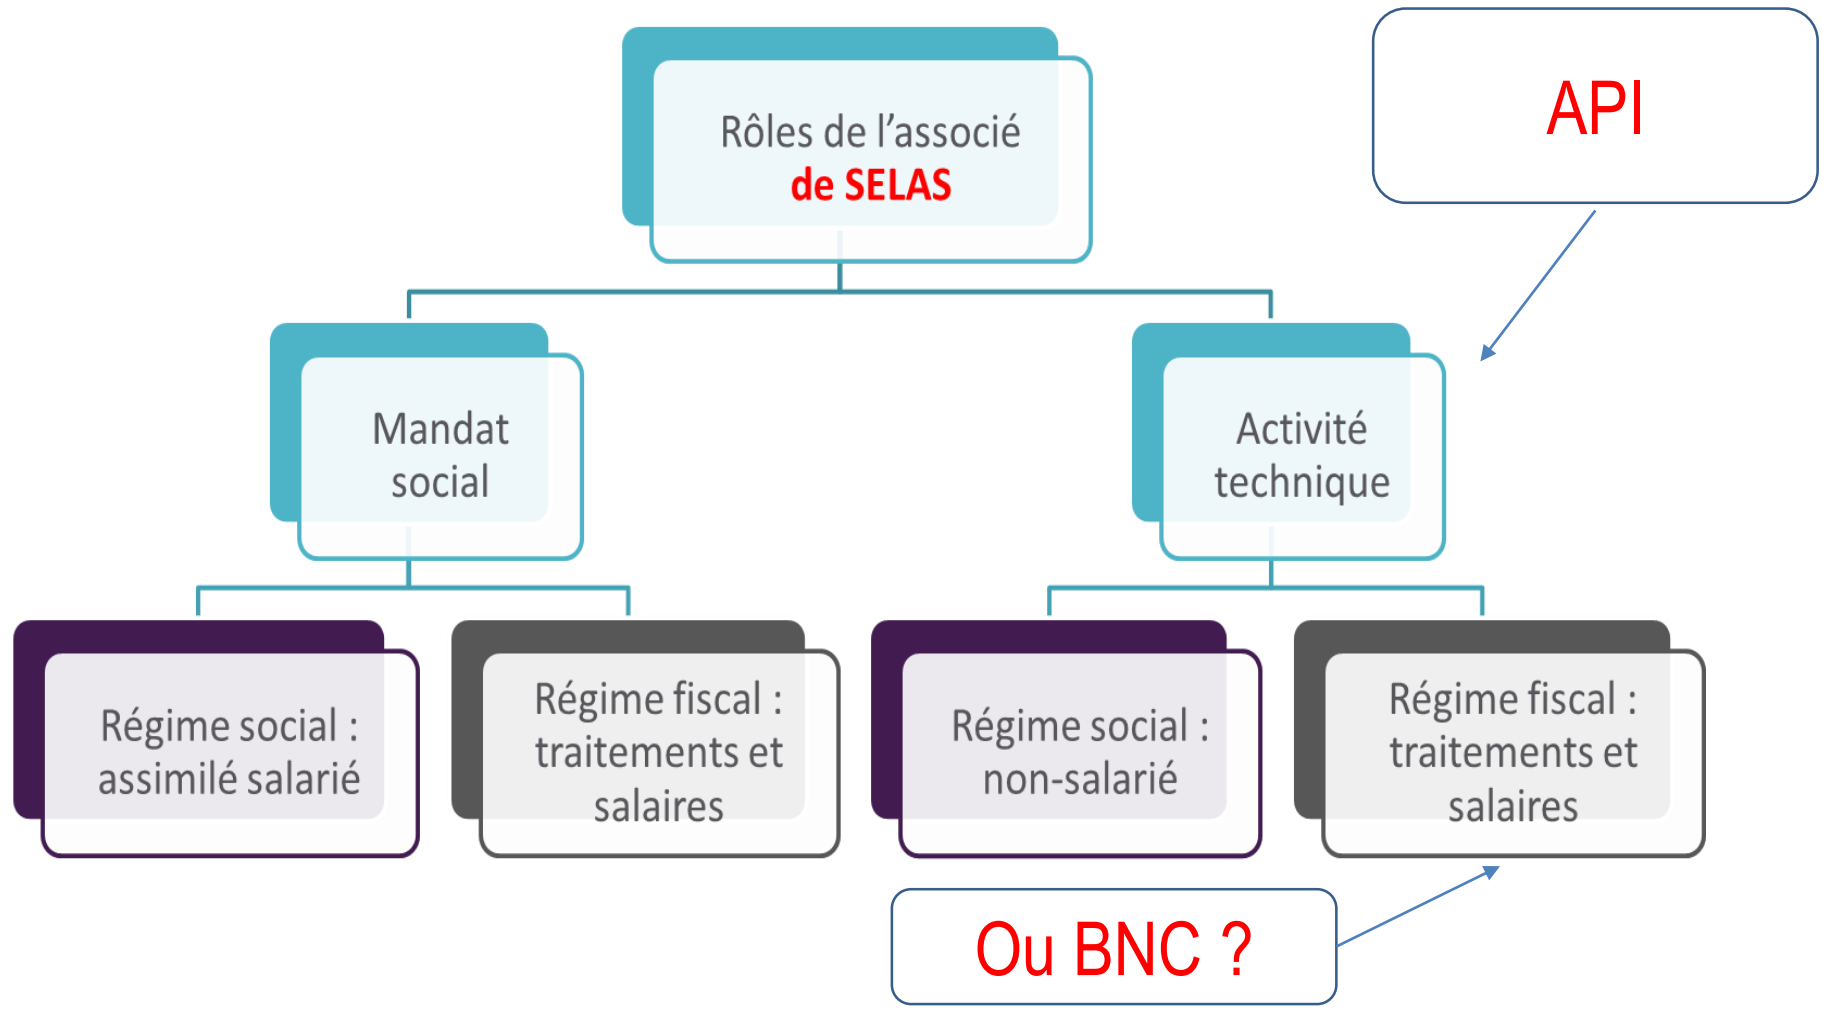 Rôles de l’associé
de SELAS
API
Mandat
social
Activité
technique
Régime social :
assimilé salarié
Régime fiscal :
traitements et
salaires
Régime social :
non-salarié
Régime fiscal :
traitements et
salaires
Ou BNC ?